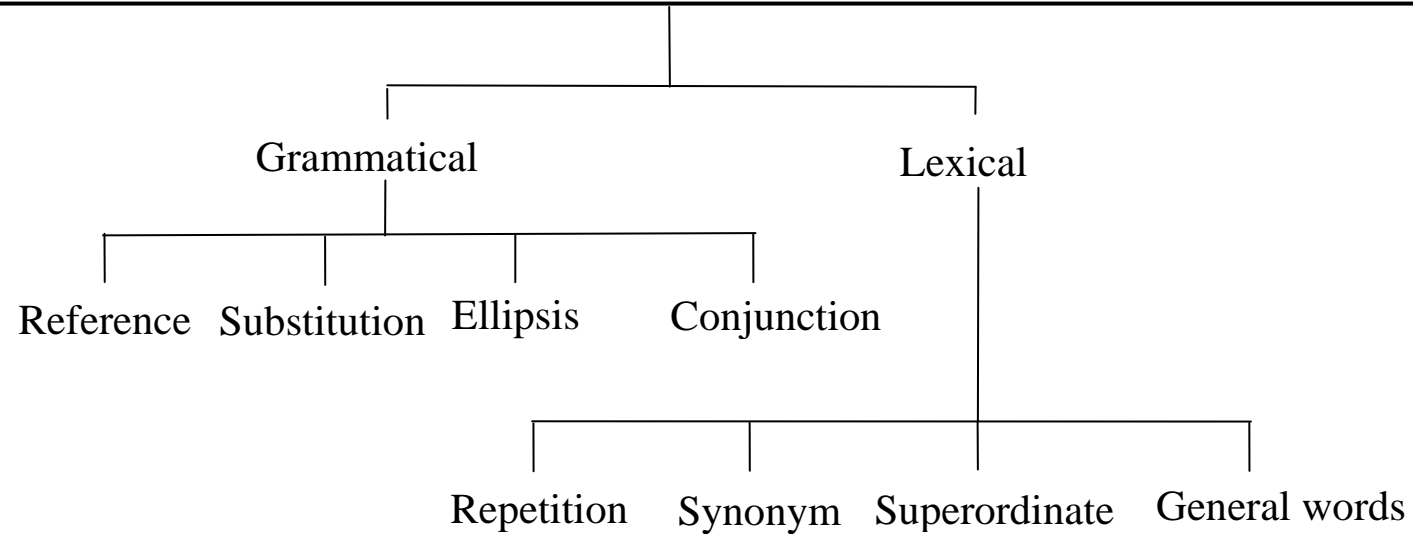 Grammatical Lexical
Reference Substitution Ellipsis Conjunction
Repetition Synonym Superordinate General words